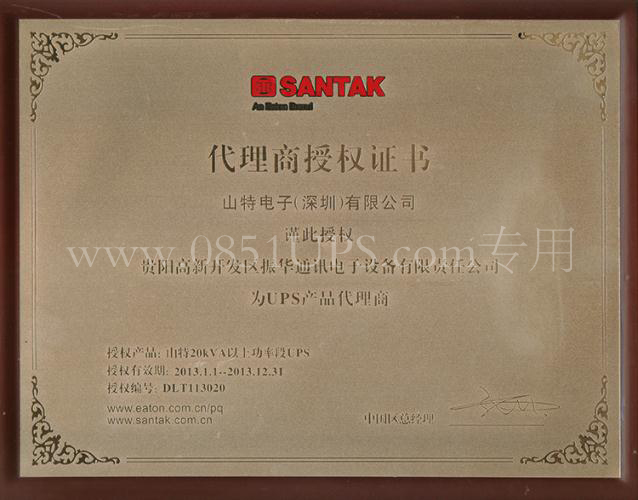 SANTAK
An Eaton Brand
代理商授权证书
山特电子(深圳)有限公司
谨此授权
www.0851UPS.com专用
贵阳高新开发区振华通讯电子设备有限责任公司
为UPS产品代理商
授权产品: 山特20kVA以上功率段UPS
授权有效期: 2013.1.1--2013.12.31
授权编号: DLT113020
www.eaton.com.cn/pq
www.santak.com.cn
中国区总经理